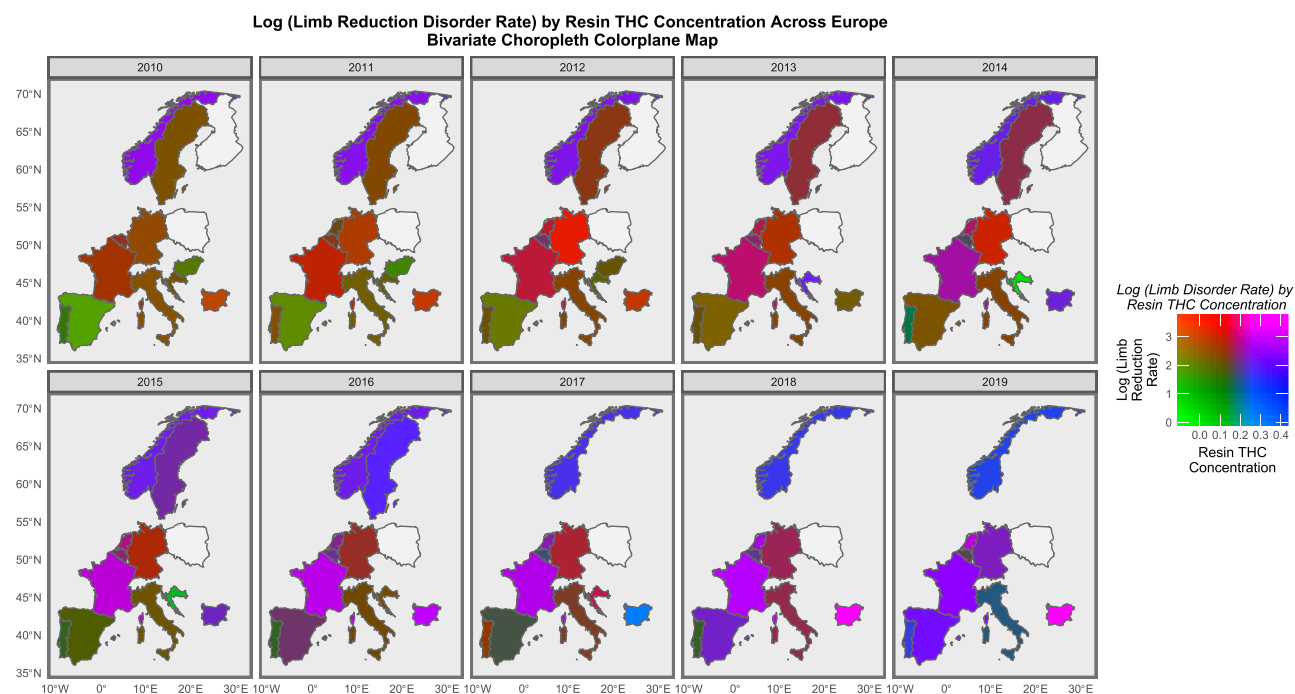 Log (Limb Reduction Disorder Rate) by Resin THC Concentration Across Europe
Bivariate Choropleth Colorplane Map
2010 2011 2012 2013 2014
70°N
65°N
60°N
55°N
50°N
45°N
40°N
35°N
2015 2016 2017 2018 2019
70°N
65°N
60°N
55°N
50°N
45°N
40°N
35°N
10°W 0° 10°E 20°E 30°E 10°W 0° 10°E 20°E 30°E 10°W 0° 10°E 20°E 30°E 10°W 0° 10°E 20°E 30°E 10°W 0° 10°E 20°E 30°E
Log (Limb Disorder Rate) by
Resin THC Concentration
Log (Limb
Reduction
Rate)
3
2
1
0
0.0 0.1 0.2 0.3 0.4
Resin THC
Concentration